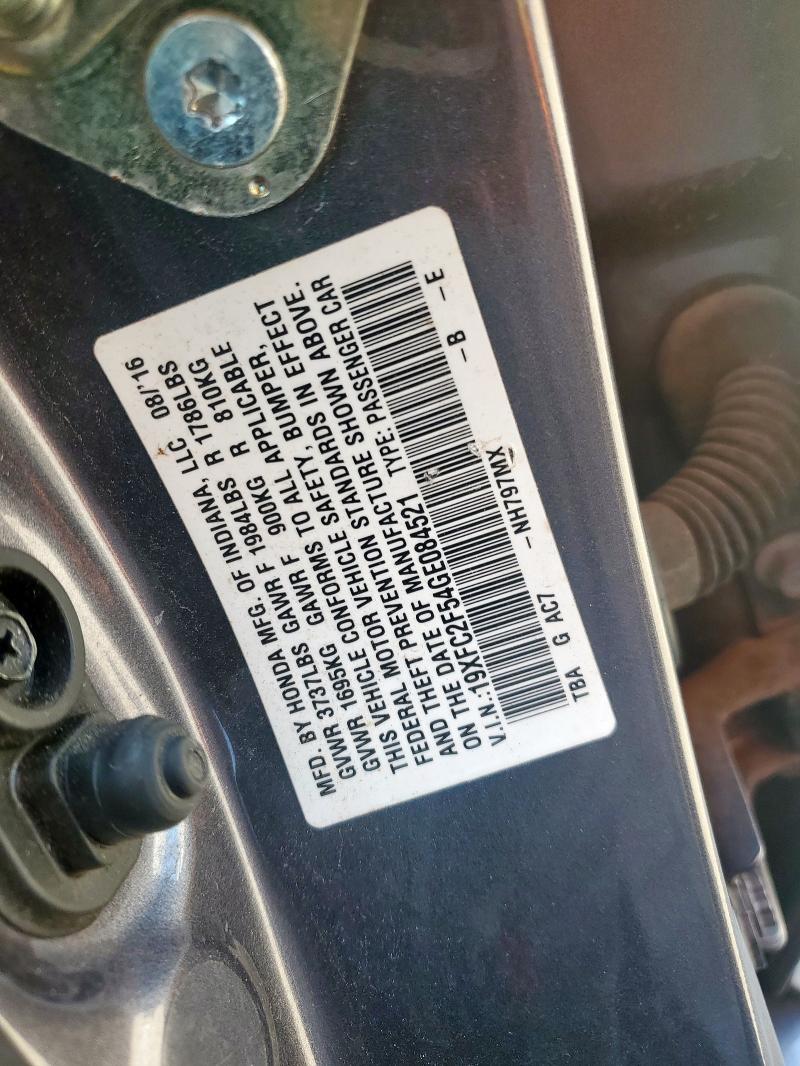 MFD. BY HONDA MFG. OF INDIANA, LLC 08/'16
GVWR 3737LBS GAWR F 1984LBS R 1786LBS
GVWR 1695KG GAWR F 900KG R 810KG
THIS VEHICLE CONFORMS TO ALL APPLICABLE
FEDERAL MOTOR VEHICLE SAFETY, BUMPER,
AND THEFT PREVENTION STANDARDS IN EFFECT
ON THE DATE OF MANUFACTURE SHOWN ABOVE.
V.I.N.:19XFC2F54GE084521 TYPE: PASSENGER CAR
TBA G AC7 -NH797MX -B -E